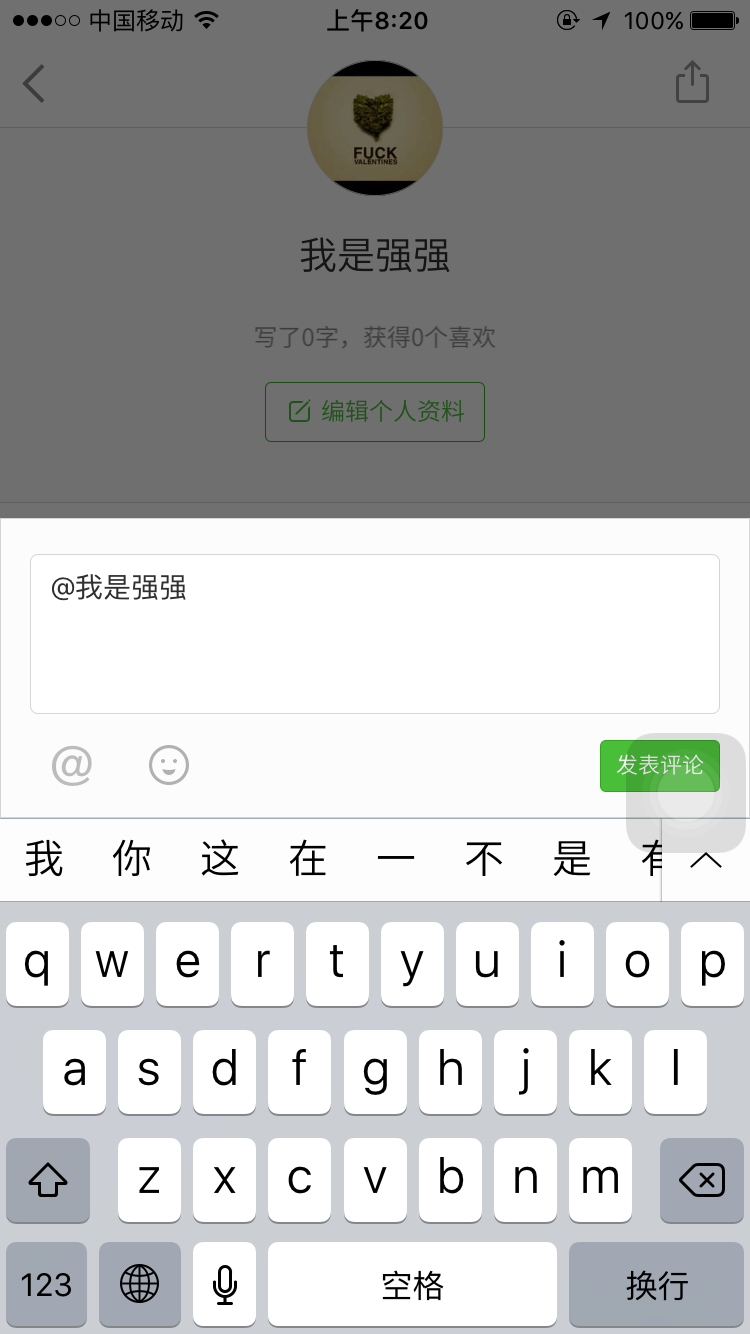 中国移动 上午8:20 100%
FUCK
VALENTINES
我是强强
写了0字，获得0个喜欢
编辑个人资料
@我是强强
@
发表评论
我 你 这 在 一 不 是
q w e r t y u i o p
a s d f g h j k l
z x c v b n m
123 空格 换行